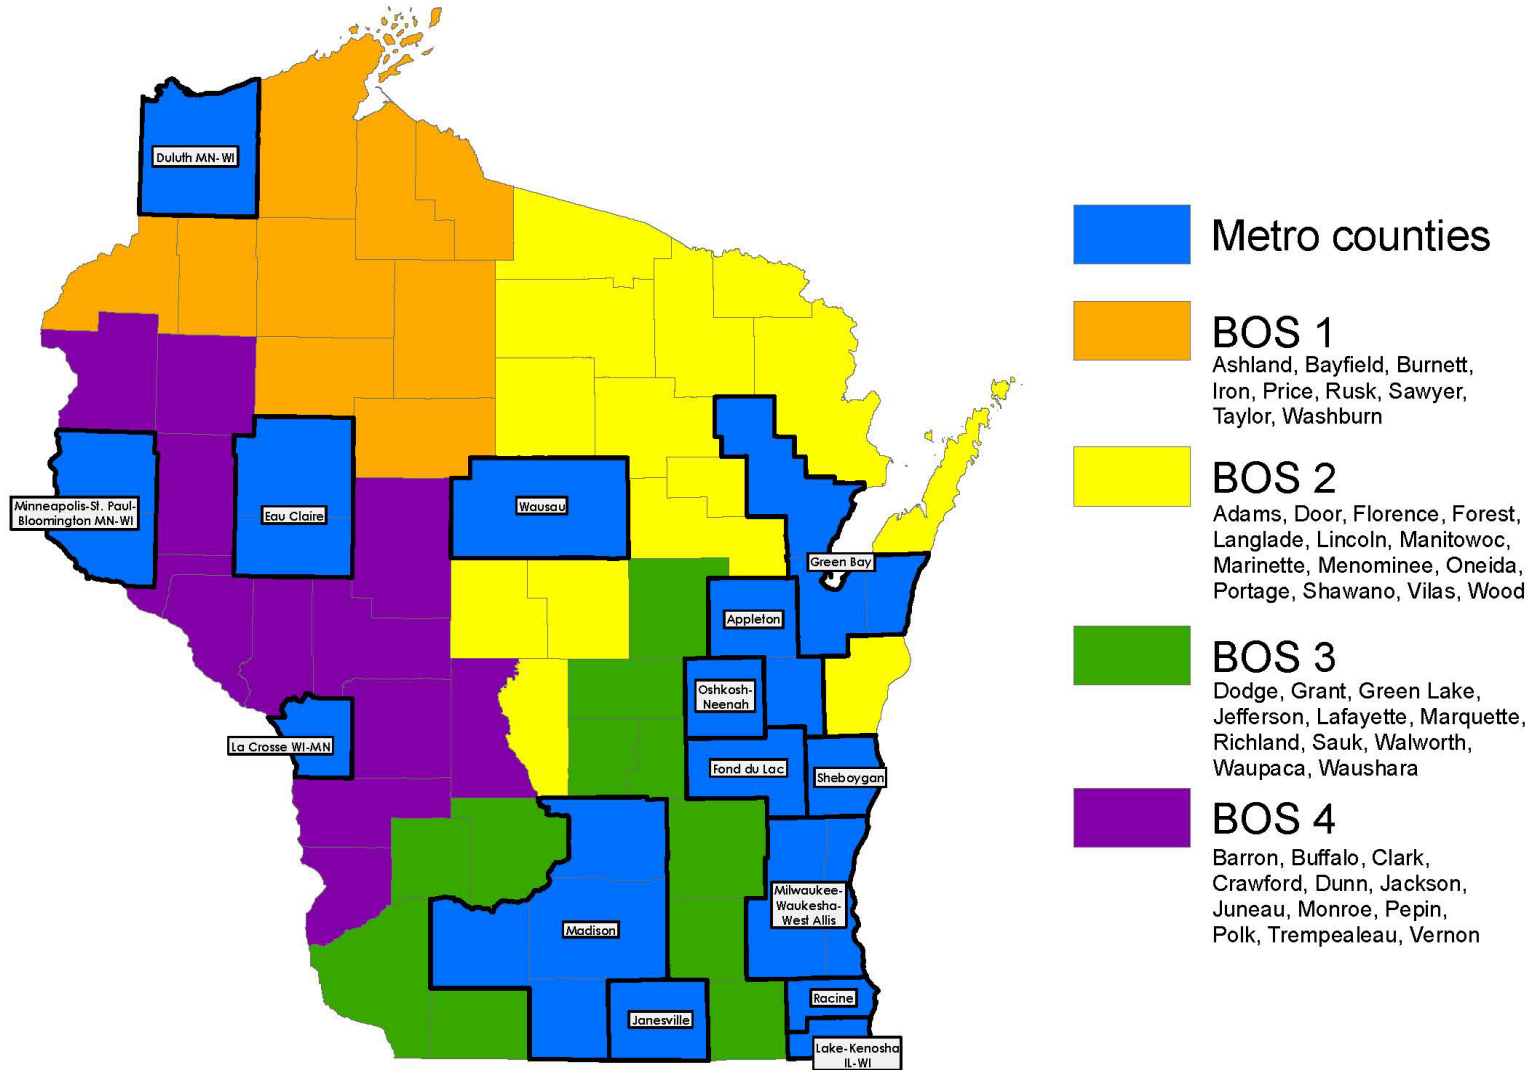 Duluth MN-WI
Minneapolis-St. Paul-
Bloomington MN-WI
Eau Claire
Wausau
Green Bay
Appleton
Oshkosh-
Neenah
La Crosse WI-MN
Fond du Lac
Sheboygan
Milwaukee-
Waukesha-
West Allis
Madison
Racine
Janesville
Lake-Kenosha
IL-WI
Metro counties
BOS 1
Ashland, Bayfield, Burnett,
Iron, Price, Rusk, Sawyer,
Taylor, Washburn
BOS 2
Adams, Door, Florence, Forest,
Langlade, Lincoln, Manitowoc,
Marinette, Menominee, Oneida,
Portage, Shawano, Vilas, Wood
BOS 3
Dodge, Grant, Green Lake,
Jefferson, Lafayette, Marquette,
Richland, Sauk, Walworth,
Waupaca, Waushara
BOS 4
Barron, Buffalo, Clark,
Crawford, Dunn, Jackson,
Juneau, Monroe, Pepin,
Polk, Trempealeau, Vernon